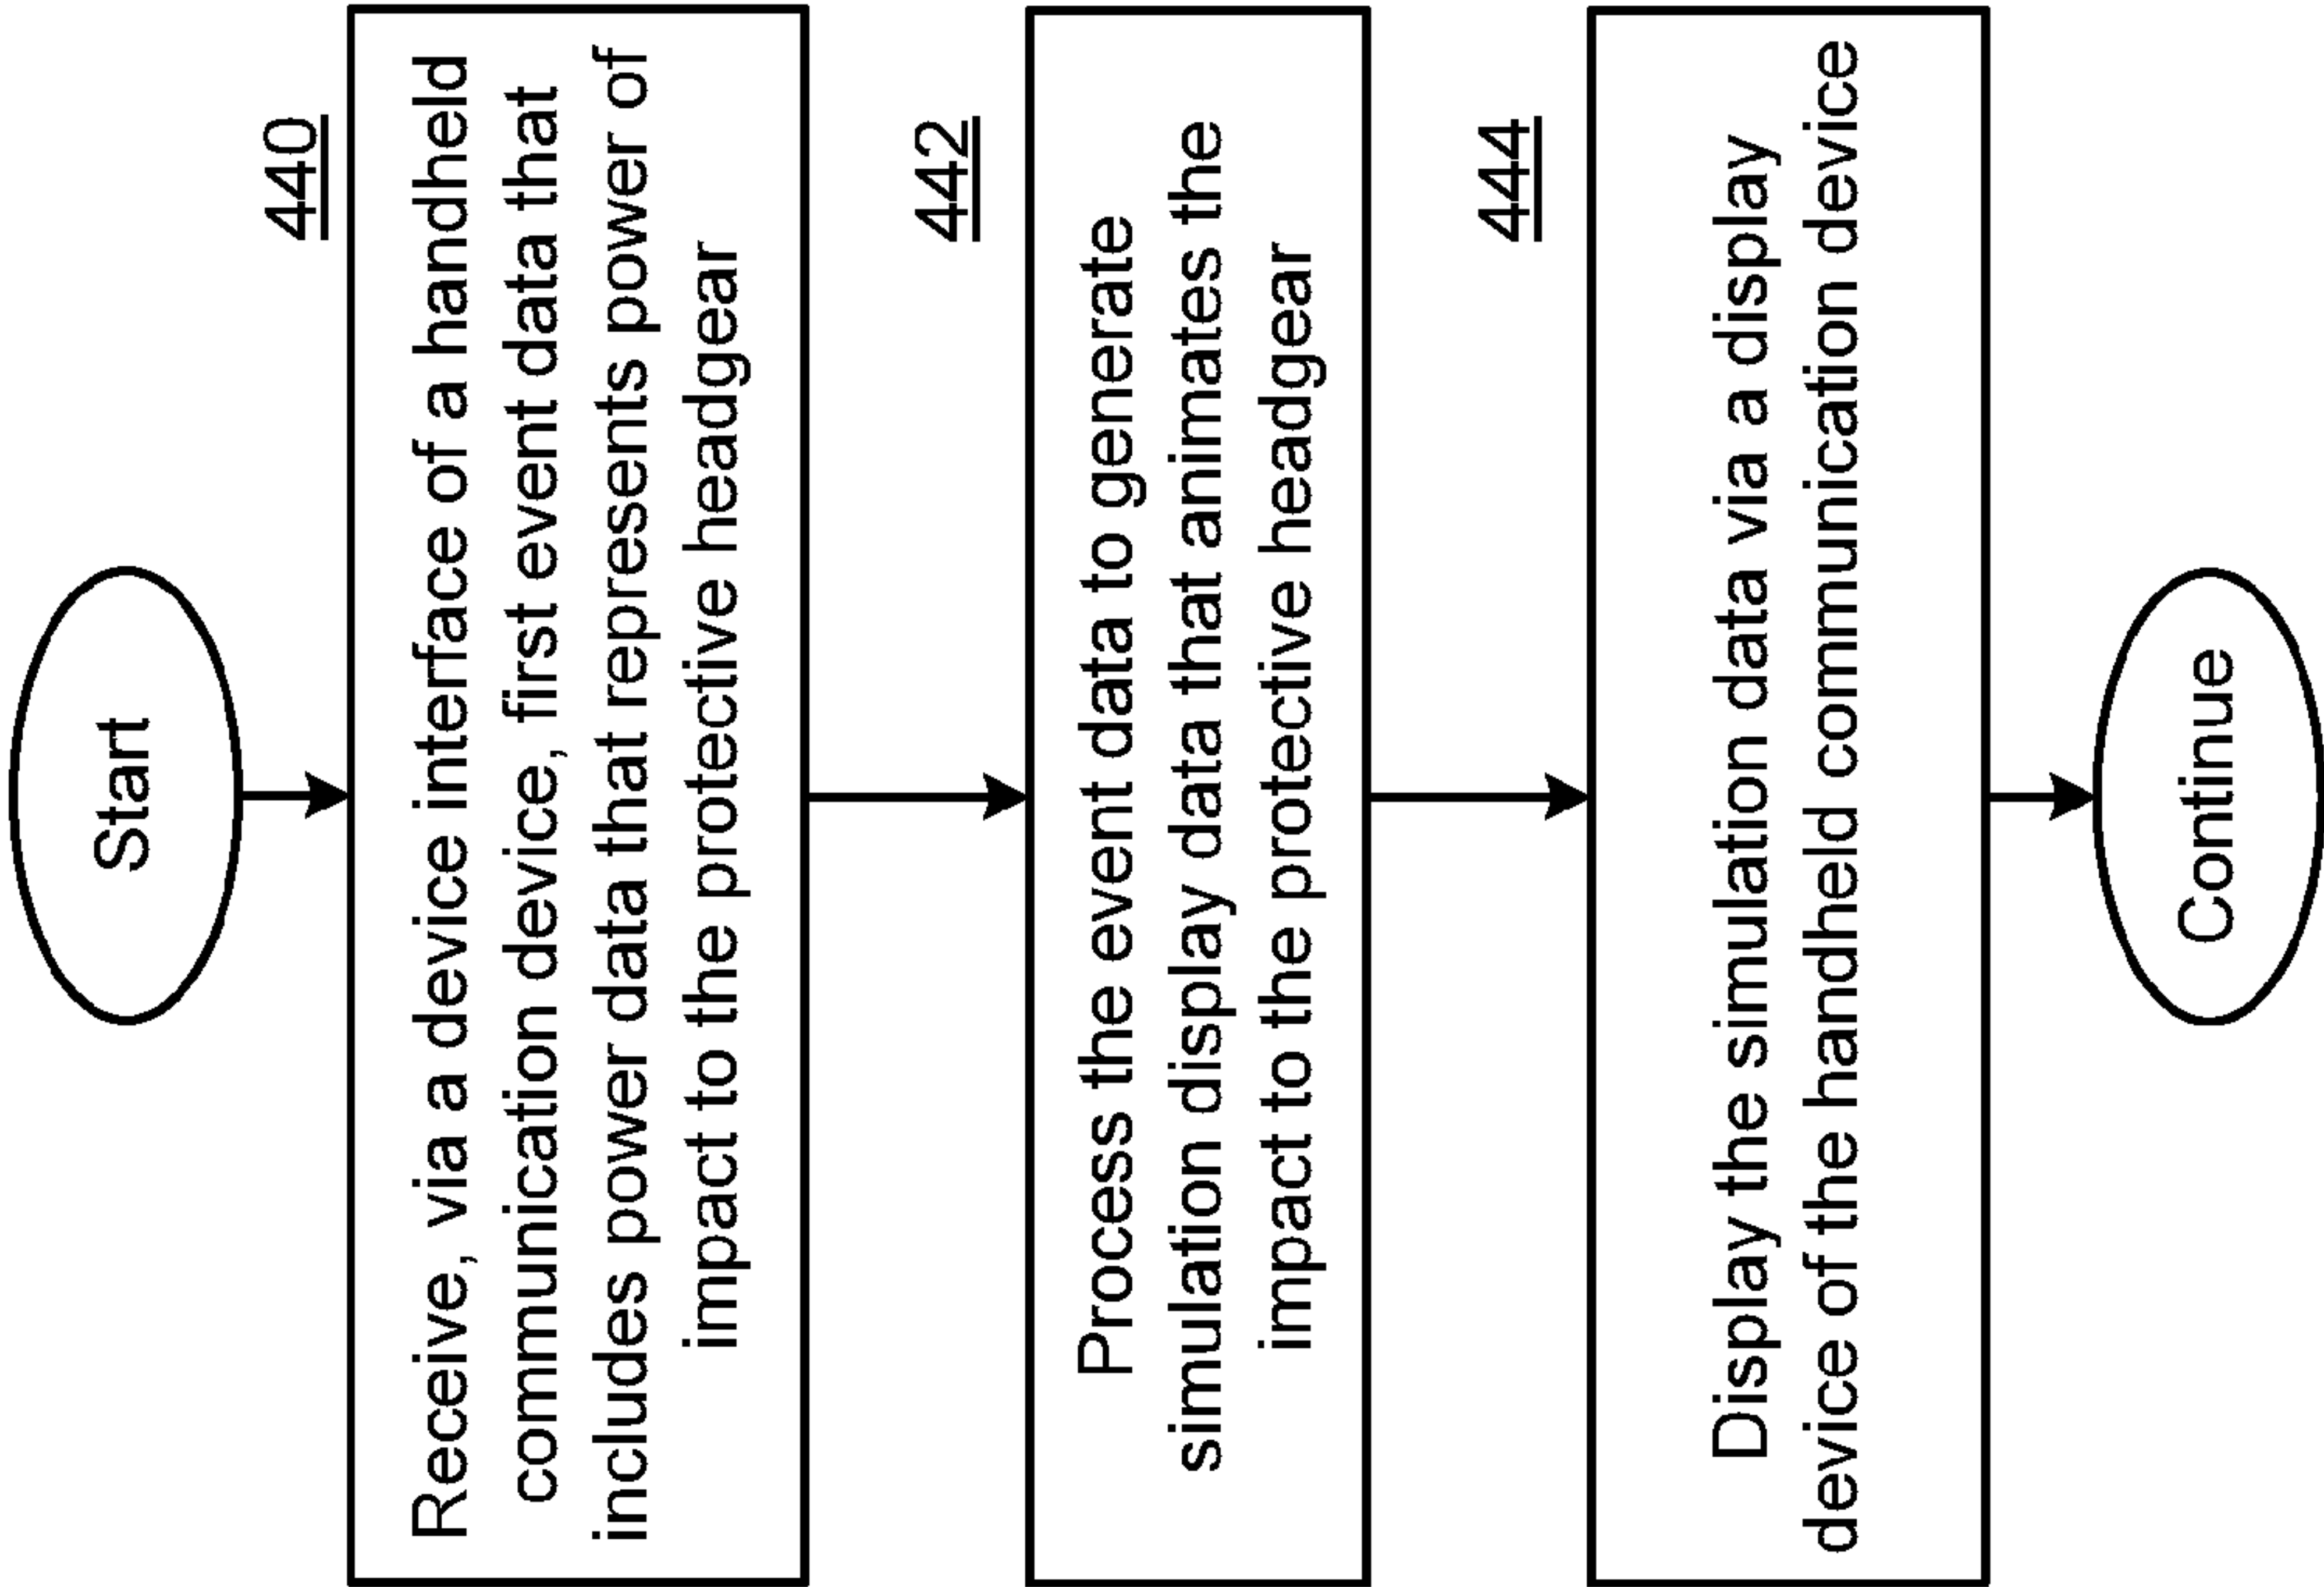 Start
440
Receive, via a device interface of a handheld
communication device, first event data that
includes power data that represents power of
impact to the protective headgear
442
Process the event data to generate
simulation display data that animates the
impact to the protective headgear
444
Display the simulation data via a display
device of the handheld communication device
Continue